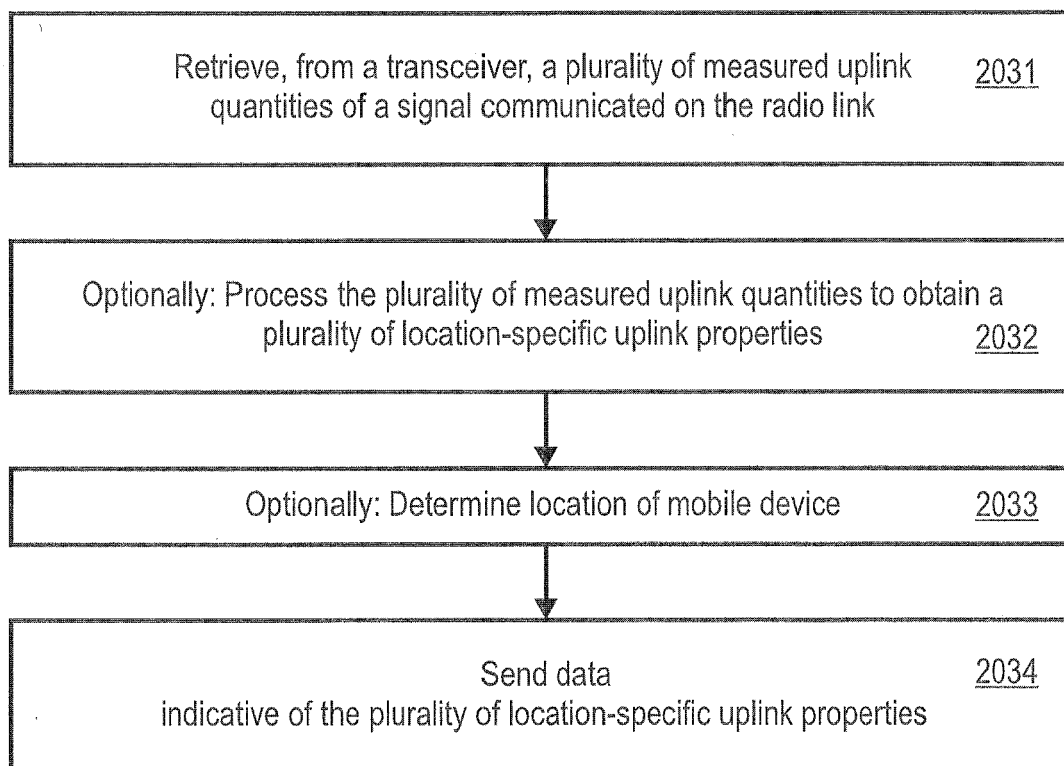 Retrieve, from a transceiver, a plurality of measured uplink 2031
quantities of a signal communicated on the radio link
Optionally: Process the plurality of measured uplink quantities to obtain a
plurality of location-specific uplink properties 2032
Optionally: Determine location of mobile device 2033
Send data 2034
indicative of the plurality of location-specific uplink properties